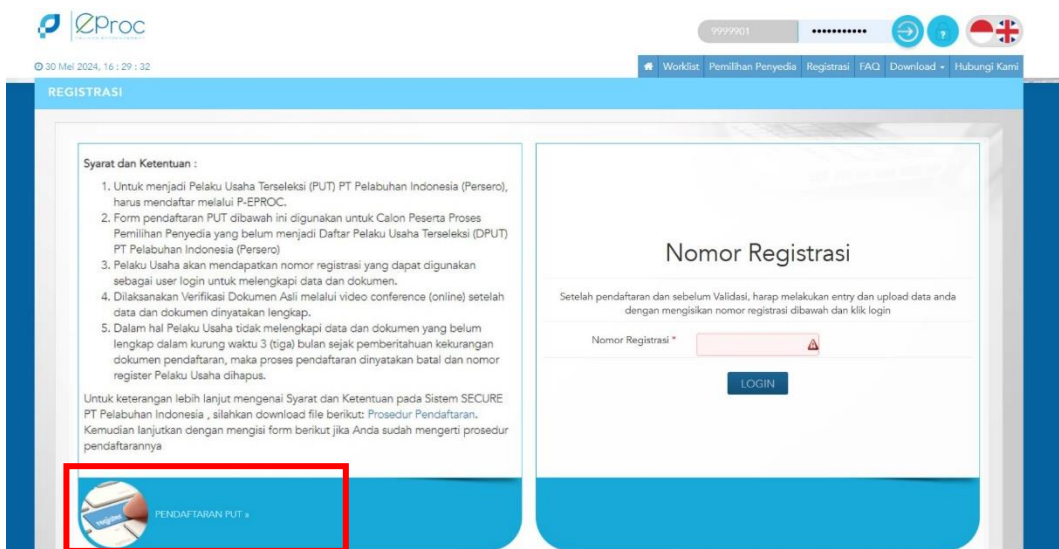 eProc
9999901
30 Mei 2024, 16 : 29 : 32
Worklist Pemilihan Penyedia Registrasi FAQ Download Hubungi Kami
REGISTRASI
Syarat dan Ketentuan :
1. Untuk menjadi Pelaku Usaha Terseleksi (PUT) PT Pelabuhan Indonesia (Persero),
harus mendaftar melalui P-EPROC.
2. Form pendaftaran PUT dibawah ini digunakan untuk Calon Peserta Proses
Pemilihan Penyedia yang belum menjadi Daftar Pelaku Usaha Terseleksi (DPUT)
PT Pelabuhan Indonesia (Persero)
3. Pelaku Usaha akan mendapatkan nomor registrasi yang dapat digunakan
sebagai user login untuk melengkapi data dan dokumen.
4. Dilaksanakan Verifikasi Dokumen Asli melalui video conference (online) setelah
data dan dokumen dinyatakan lengkap.
5. Dalam hal Pelaku Usaha tidak melengkapi data dan dokumen yang belum
lengkap dalam kurung waktu 3 (tiga) bulan sejak pemberitahuan kekurangan
dokumen pendaftaran, maka proses pendaftaran dinyatakan batal dan nomor
register Pelaku Usaha dihapus.
Untuk keterangan lebih lanjut mengenai Syarat dan Ketentuan pada Sistem SECURE
PT Pelabuhan Indonesia , silahkan download file berikut: Prosedur Pendaftaran.
Kemudian lanjutkan dengan mengisi form berikut jika Anda sudah mengerti prosedur
pendaftarannya
register
PENDAFTARAN PUT »
Nomor Registrasi
Setelah pendaftaran dan sebelum Validasi, harap melakukan entry dan upload data anda
dengan mengisikan nomor registrasi dibawah dan klik login
Nomor Registrasi *
LOGIN